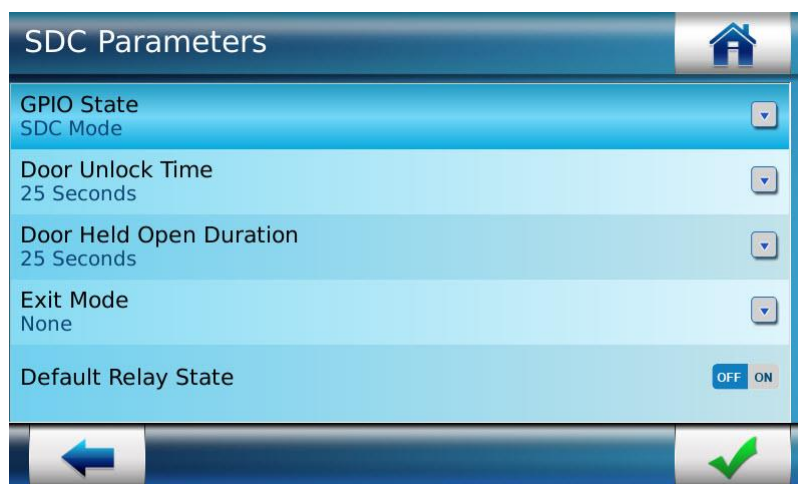 SDC Parameters
GPIO State
SDC Mode
Door Unlock Time
25 Seconds
Door Held Open Duration
25 Seconds
Exit Mode
None
Default Relay State
OFF ON